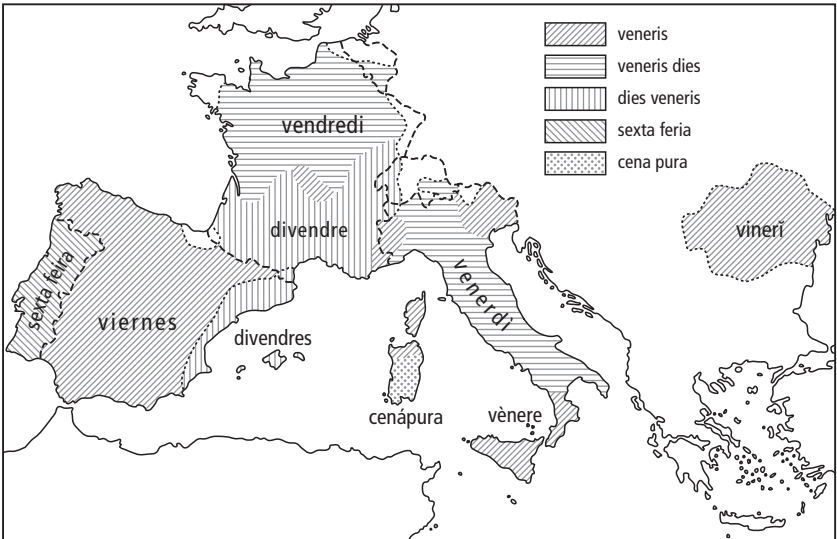 veneris
veneris dies
dies veneris
sexta feria
cena pura
vendredi
divendre
vinerĭ
venerdì
sexta feira
viernes
divendres
cenápura
vènere